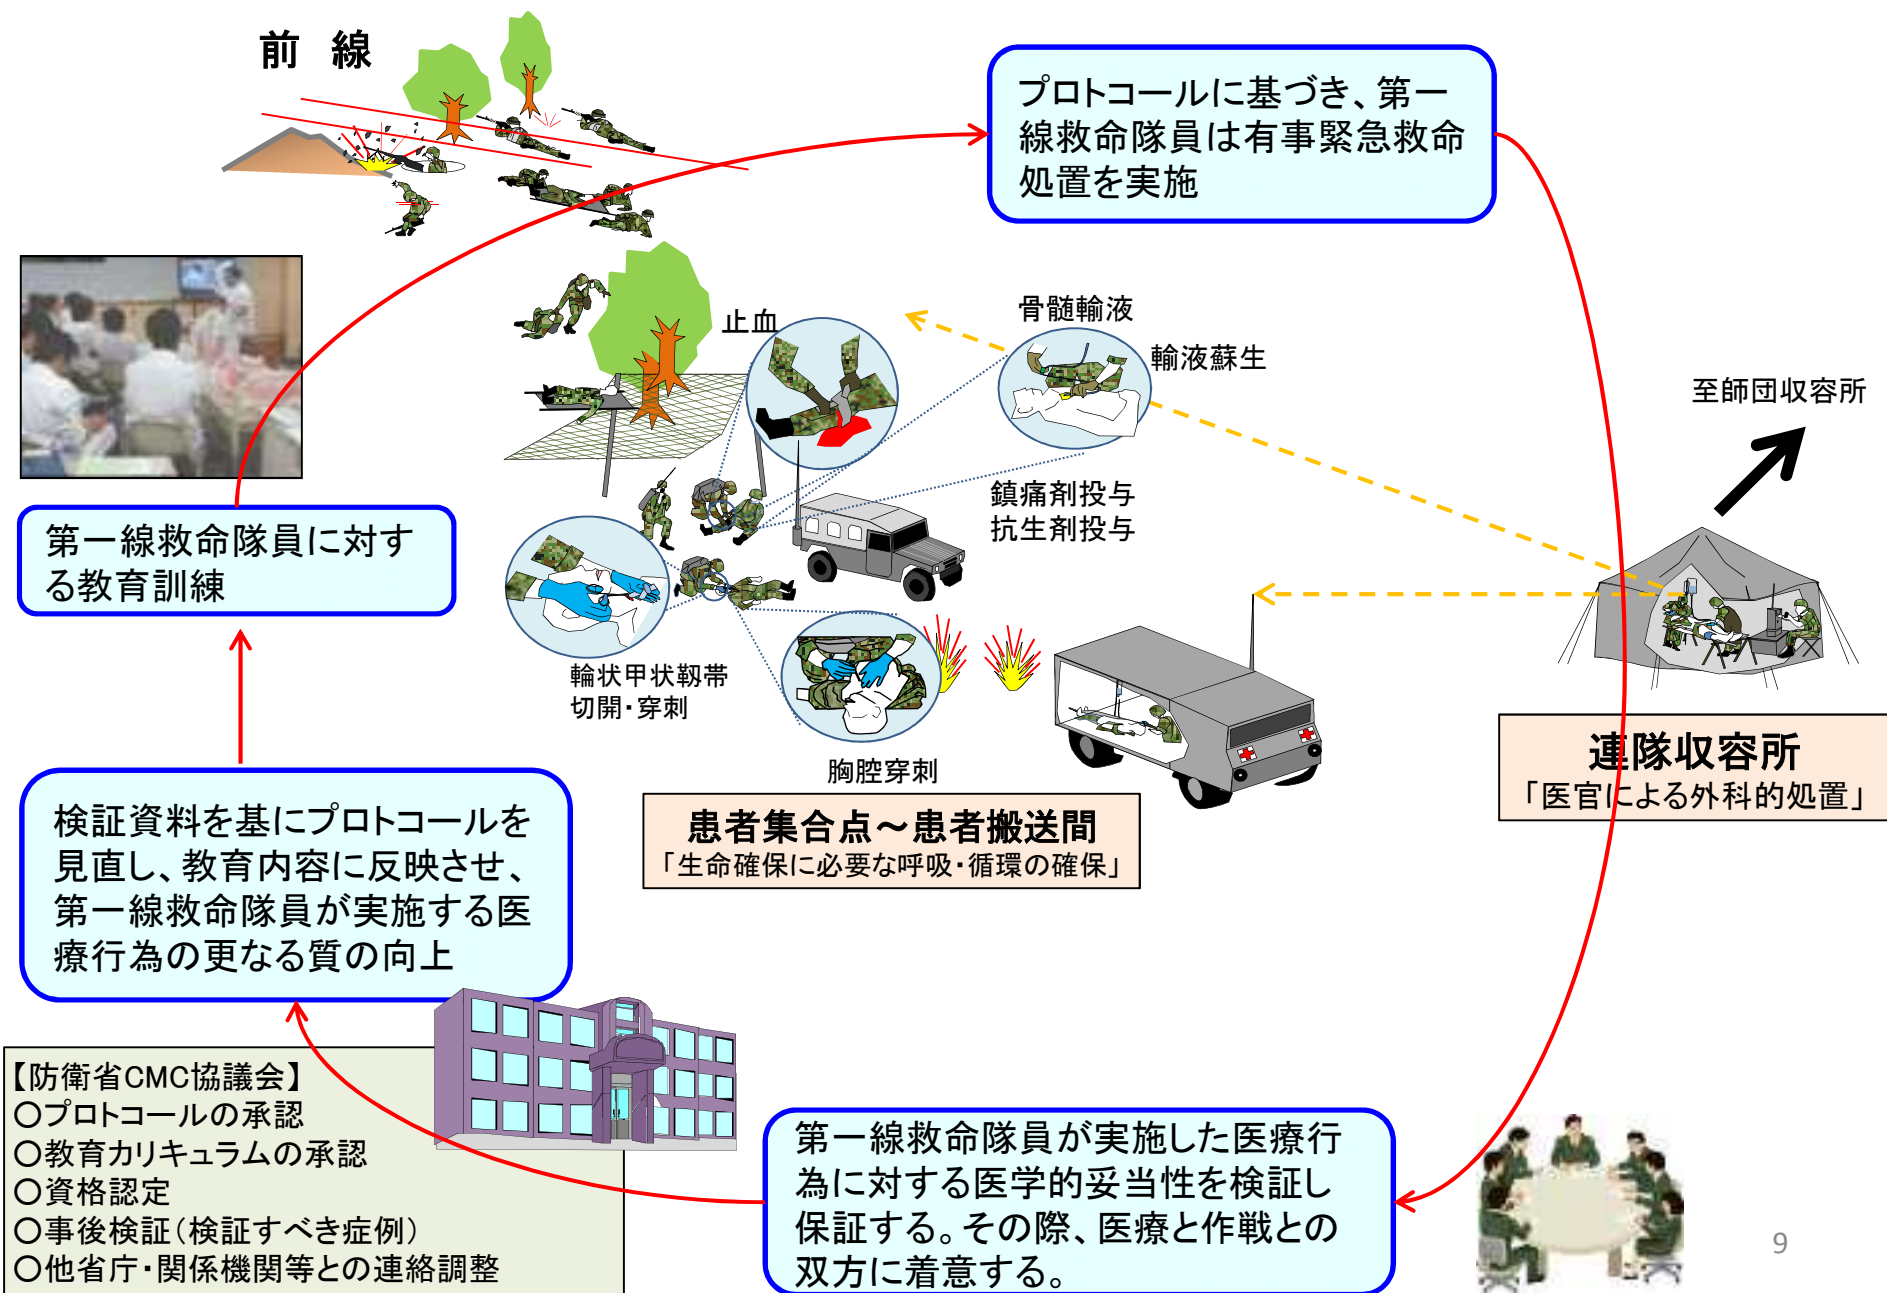 前 線
プロトコールに基づき、第一
線救命隊員は有事緊急救命
処置を実施
止血
骨髄輸液
輸液蘇生
至師団収容所
鎮痛剤投与
抗生剤投与
第一線救命隊員に対す
る教育訓練
輪状甲状靱帯
切開・穿刺
胸腔穿刺
患者集合点～患者搬送間
「生命確保に必要な呼吸・循環の確保」
連隊収容所
「医官による外科的処置」
検証資料を基にプロトコールを
見直し、教育内容に反映させ、
第一線救命隊員が実施する医
療行為の更なる質の向上
【防衛省CMC協議会】
○プロトコールの承認
○教育カリキュラムの承認
○資格認定
○事後検証（検証すべき症例）
○他省庁・関係機関等との連絡調整
第一線救命隊員が実施した医療行
為に対する医学的妥当性を検証し
保証する。その際、医療と作戦との
双方に着意する。
9